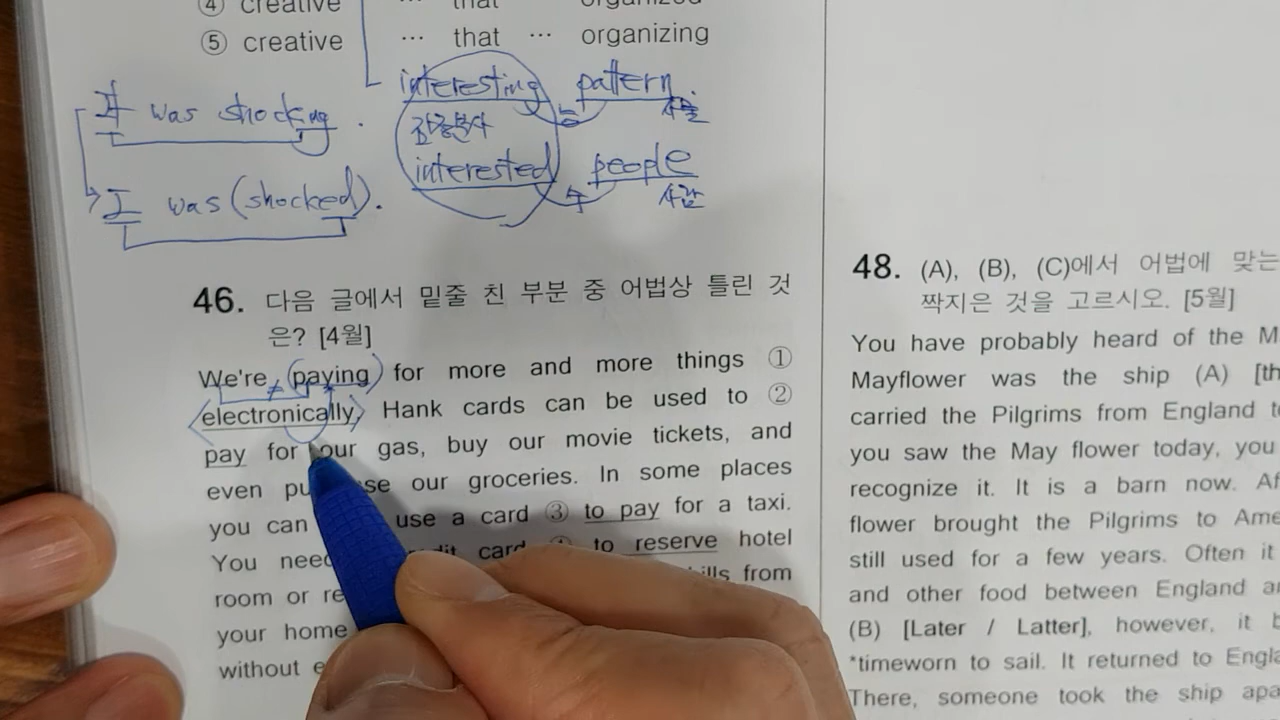 ④ creative … that organized
⑤ creative … that … organizing
interesting pattern.
It was shocking.
감정분사 는 사물
interested people
I was (shocked). 사람
46. 다음 글에서 밑줄 친 부분 중 어법상 틀린 것
은? [4월]
We're paying for more and more things ①
electronically. Hank cards can be used to ②
pay for our gas, buy our movie tickets, and
even our groceries. In some places
you can use a card ③ to pay for a taxi.
You need card to reserve hotel
room or from
your home
without
48. (A), (B), (C)에서 어법에 맞는
짝지은 것을 고르시오. [5월]
You have probably heard of the
Mayflower was the ship (A)
carried the Pilgrims from England
you saw the May flower today, you
recognize it. It is a barn now.
flower brought the Pilgrims to
still used for a few years. Often it
and other food between England
(B) [Later / Latter], however, it
*timeworn to sail. It returned to
There, someone took the ship